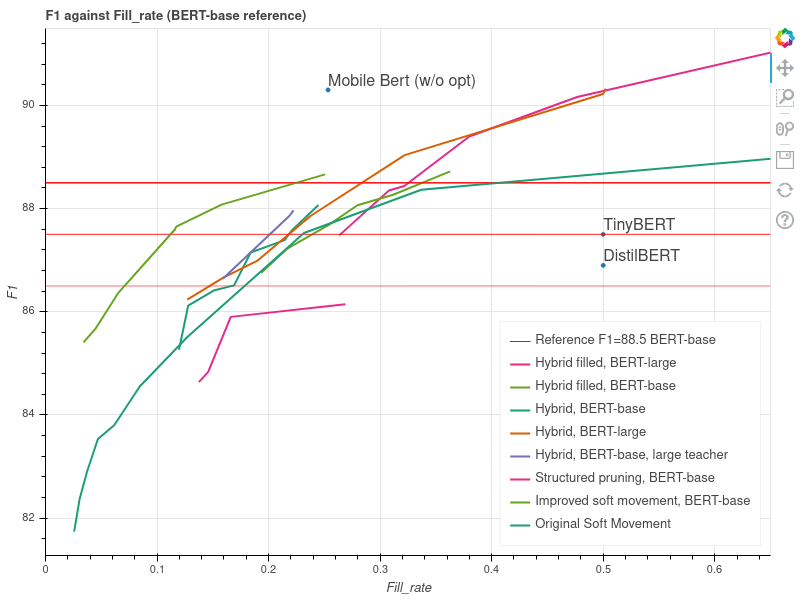 F1 against Fill_rate (BERT-base reference)
Mobile Bert (w/o opt)
90
88
TinyBERT
DistilBERT
F1
86
Reference F1=88.5 BERT-base
Hybrid filled, BERT-large
Hybrid filled, BERT-base
Hybrid, BERT-base
84
Hybrid, BERT-large
Hybrid, BERT-base, large teacher
Structured pruning, BERT-base
Improved soft movement, BERT-base
82
Original Soft Movement
0 0.1 0.2 0.3 0.4 0.5 0.6
Fill_rate